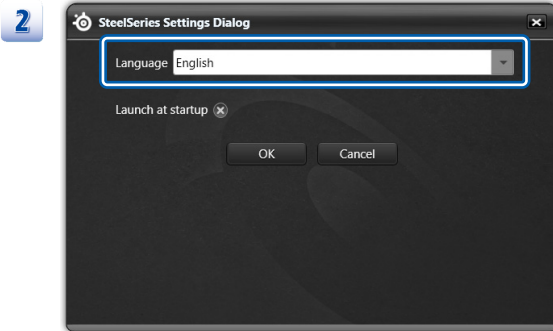 2
SteelSeries Settings Dialog
Language English
Launch at startup
OK Cancel